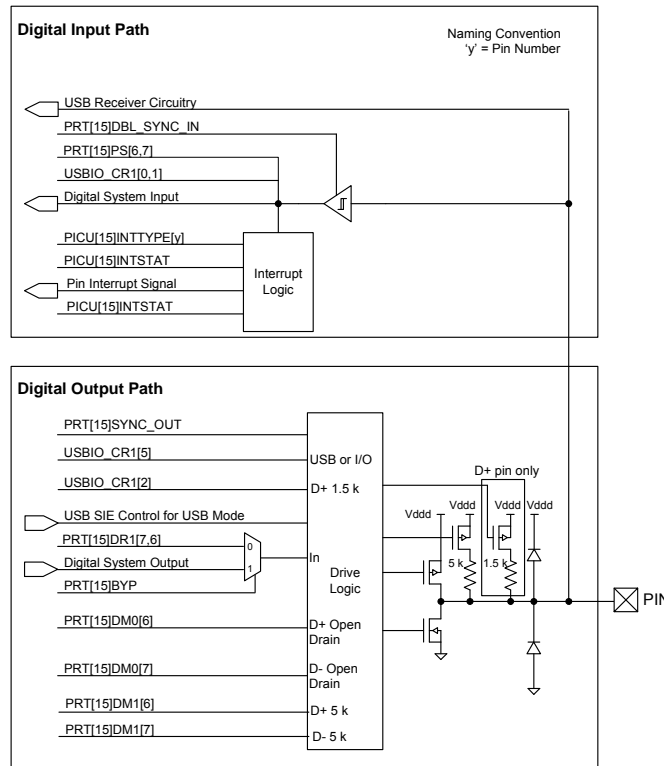 Digital Input Path
Naming Convention
'y' = Pin Number
USB Receiver Circuitry
PRT[15]DBL_SYNC_IN
PRT[15]PS[6,7]
USBIO_CR1[0,1]
Digital System Input
PICU[15]INTTYPE[y]
PICU[15]INTSTAT
Pin Interrupt Signal
PICU[15]INTSTAT
Interrupt
Logic
Digital Output Path
PRT[15]SYNC_OUT
USBIO_CR1[5]
USB or I/O
D+ pin only
USBIO_CR1[2]
D+ 1.5 k
USB SIE Control for USB Mode
Vddd
Vddd
Vddd
Vddd
PRT[15]DR1[7,6]
0
Digital System Output
1
In
5 k
1.5 k
PRT[15]BYP
Drive
Logic
PIN
PRT[15]DM0[6]
D+ Open
Drain
PRT[15]DM0[7]
D- Open
Drain
PRT[15]DM1[6]
D+ 5 k
PRT[15]DM1[7]
D- 5 k